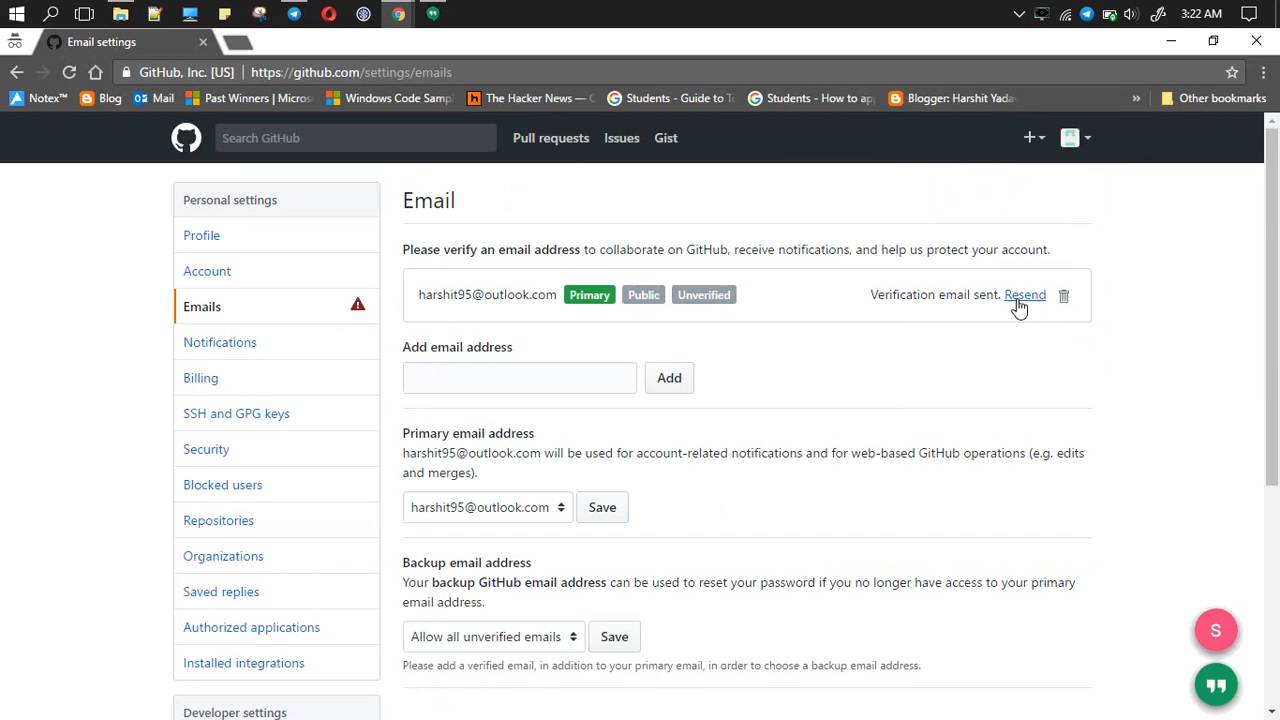 3:22 AM
Email settings
GitHub, Inc. [US] https://github.com/settings/emails
Notex™ Blog Mail Past Winners | Micros Windows Code Samp The Hacker News — Students - Guide to Te Students - How to ap Blogger: Harshit Yada » Other bookmarks
Search GitHub Pull requests Issues Gist
Personal settings
Profile
Account
Emails
Notifications
Billing
SSH and GPG keys
Security
Blocked users
Repositories
Organizations
Saved replies
Authorized applications
Installed integrations
Developer settings
Email
Please verify an email address to collaborate on GitHub, receive notifications, and help us protect your account.
harshit95@outlook.com Primary Public Unverified Verification email sent. Resend
Add email address
Add
Primary email address
harshit95@outlook.com will be used for account-related notifications and for web-based GitHub operations (e.g. edits
and merges).
harshit95@outlook.com Save
Backup email address
Your backup GitHub email address can be used to reset your password if you no longer have access to your primary
email address.
Allow all unverified emails Save
Please add a verified email, in addition to your primary email, in order to choose a backup email address.
S